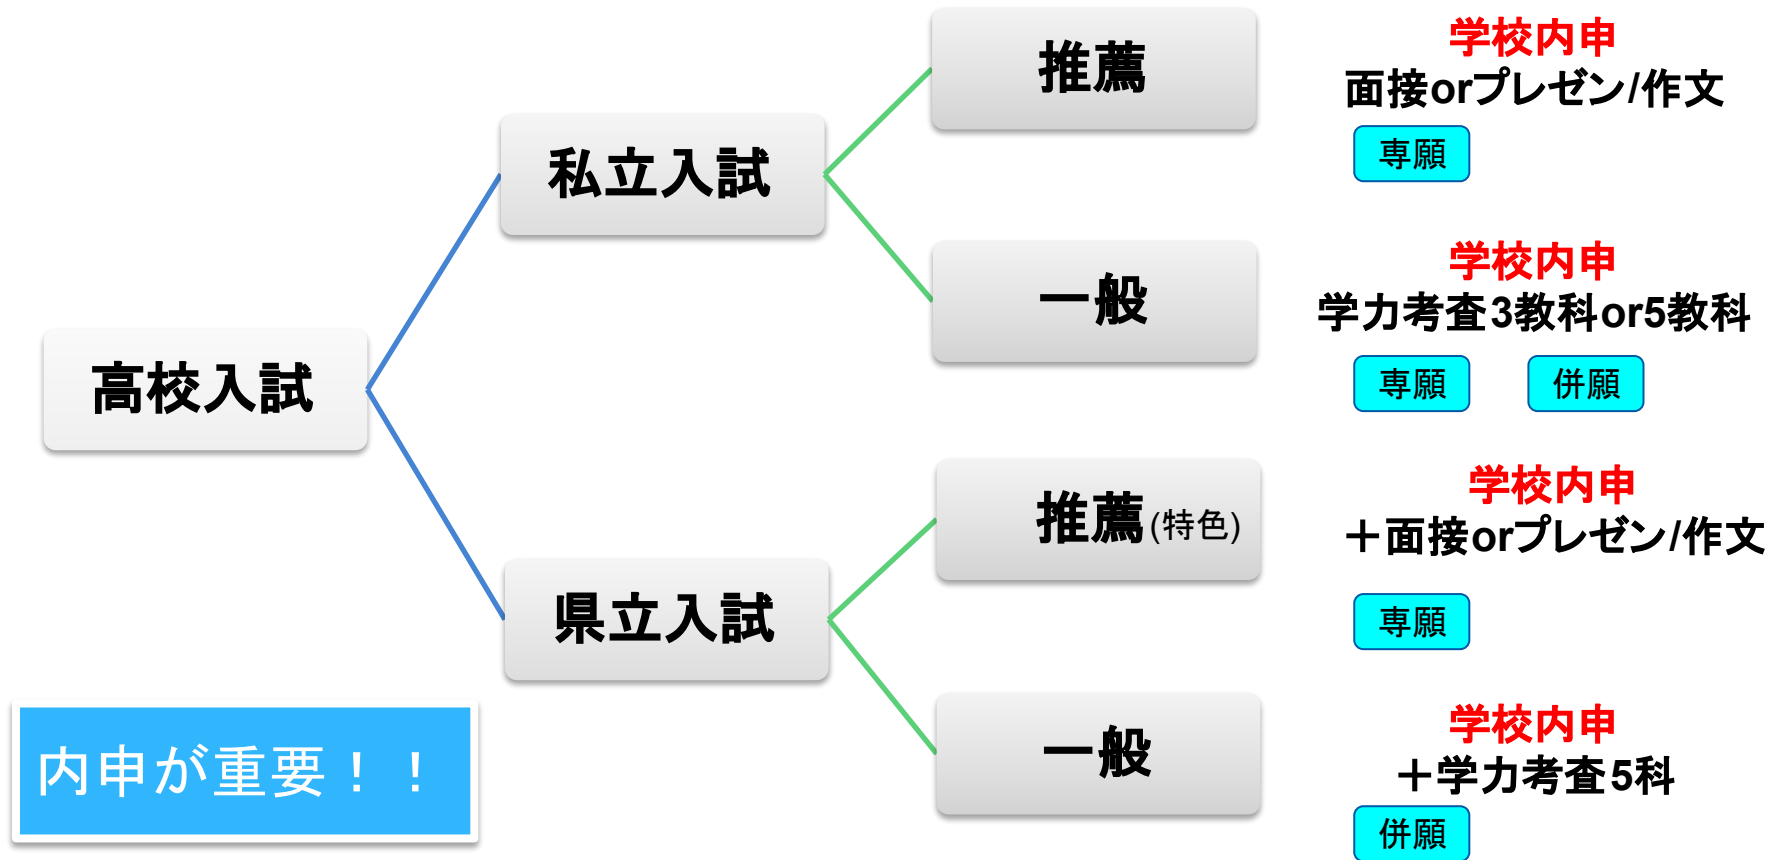 高校入試
私立入試
推薦
学校内申
面接orプレゼン/作文
専願
一般
学校内申
学力考査3教科or5教科
専願
併願
県立入試
推薦(特色)
学校内申
＋面接orプレゼン/作文
専願
一般
学校内申
＋学力考査5科
併願
内申が重要！！